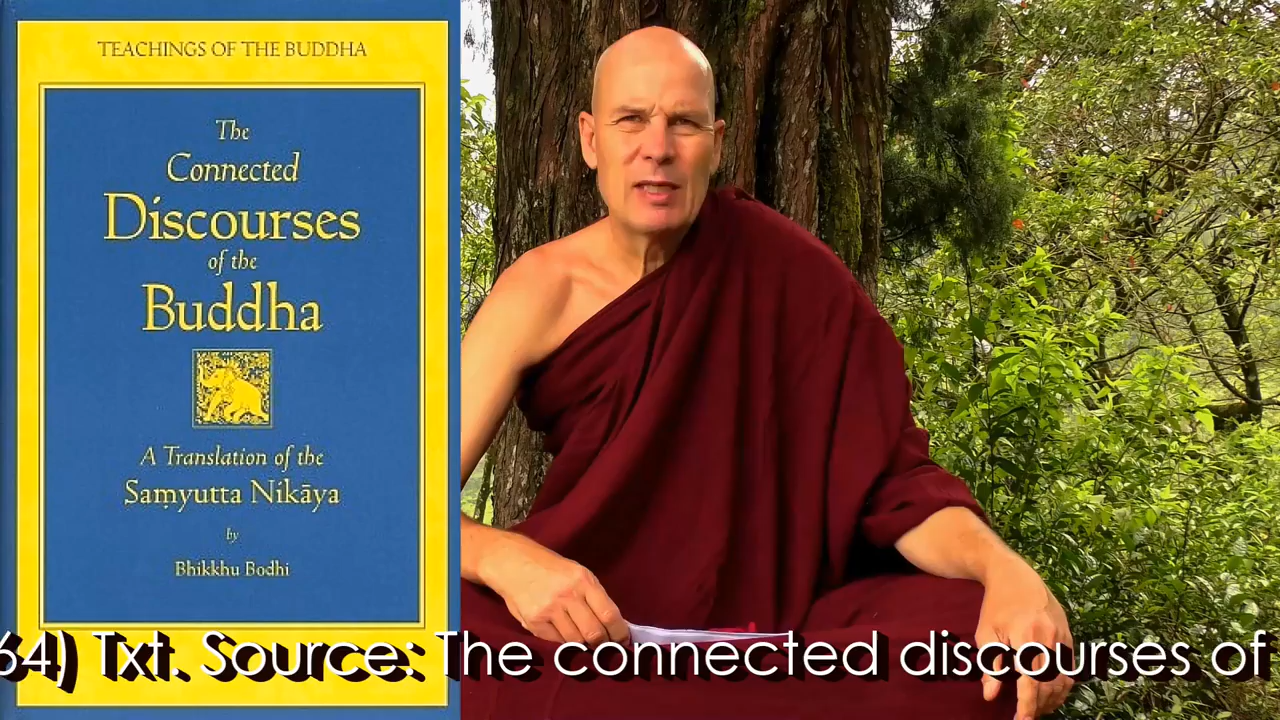 TEACHINGS OF THE BUDDHA
The
Connected
Discourses
of the
Buddha
A Translation of the
Saṃyutta Nikāya
by
Bhikkhu Bodhi
64) Txt. Source: The connected discourses of